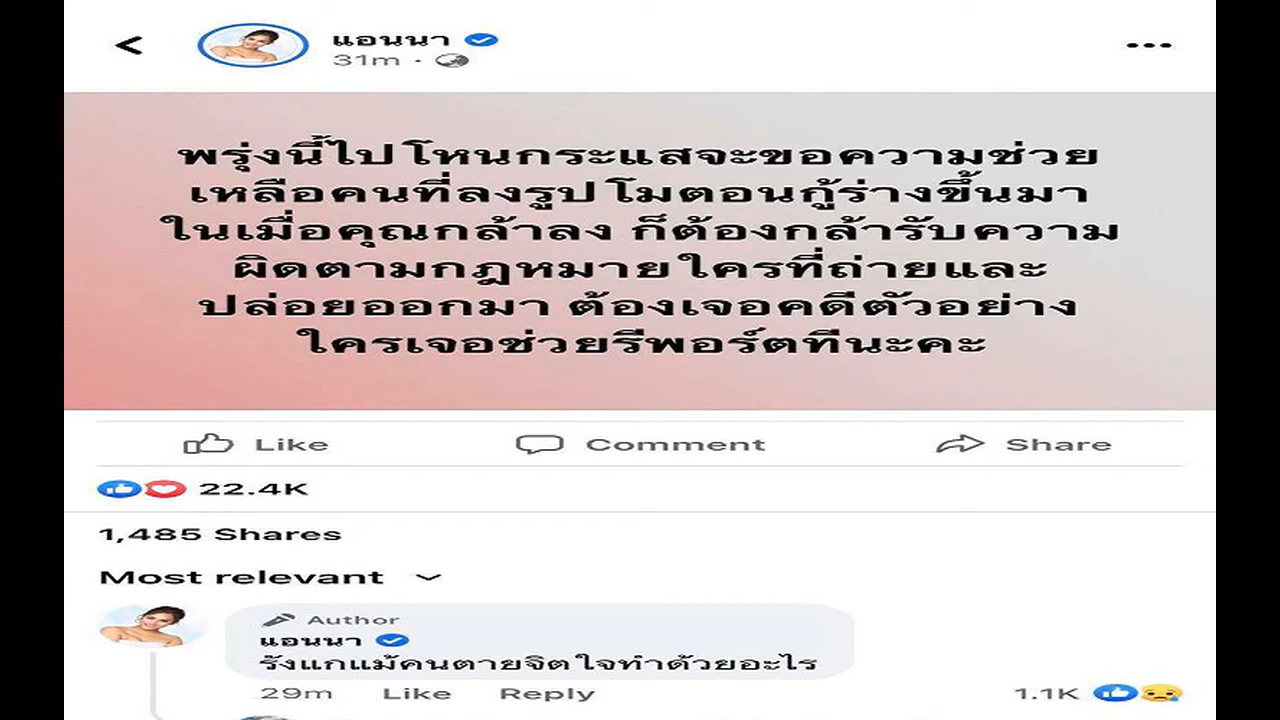 แอนนา
31m ·
พรุ่งนี้ไปโหนกระแสจะขอความช่วย
เหลือคนที่ลงรูปโมตอนกู้ร่างขึ้นมา
ในเมื่อคุณกล้าลง ก็ต้องกล้ารับความ
ผิดตามกฎหมายใครที่ถ่ายและ
ปล่อยออกมา ต้องเจอคดีตัวอย่าง
ใครเจอช่วยรีพอร์ตทีนะคะ
Like Comment Share
22.4K
1,485 Shares
Most relevant
Author
แอนนา
รังแกแม้คนตายจิตใจทำด้วยอะไร
29m Like Reply 1.1K